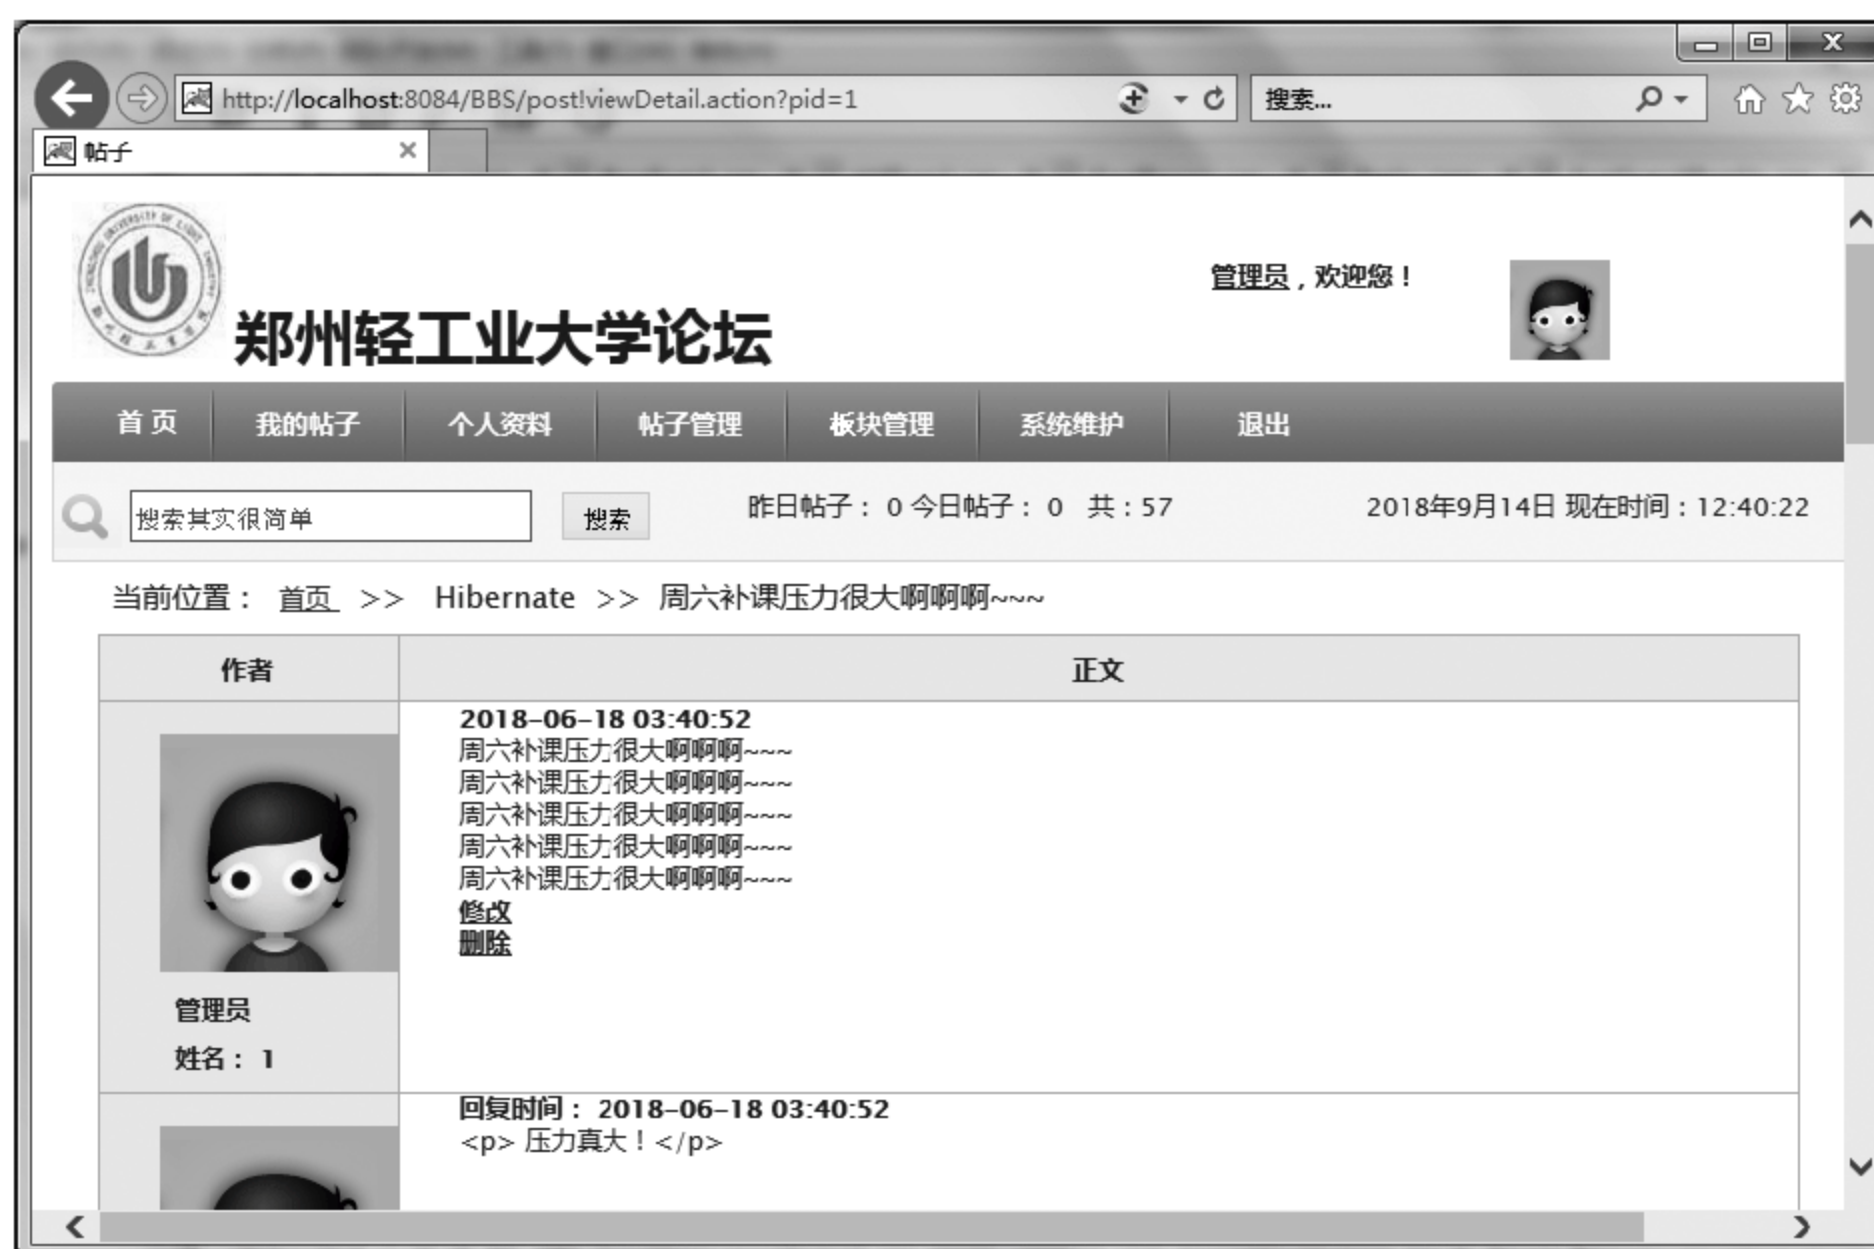 http://localhost:8084/BBS/post!viewDetail.action?pid=1
搜索...
帖子
管理员，欢迎您！
郑州轻工业大学论坛
首 页 我的帖子 个人资料 帖子管理 板块管理 系统维护 退出
搜索其实很简单 搜索 昨日帖子： 0 今日帖子： 0 共：57 2018年9月14日 现在时间：12:40:22
当前位置： 首页 >> Hibernate >> 周六补课压力很大啊啊啊~~~
作者 正文
2018-06-18 03:40:52
周六补课压力很大啊啊啊~~~
周六补课压力很大啊啊啊~~~
周六补课压力很大啊啊啊~~~
周六补课压力很大啊啊啊~~~
周六补课压力很大啊啊啊~~~
修改
删除
管理员
姓名： 1
回复时间： 2018-06-18 03:40:52
<p> 压力真大！</p>